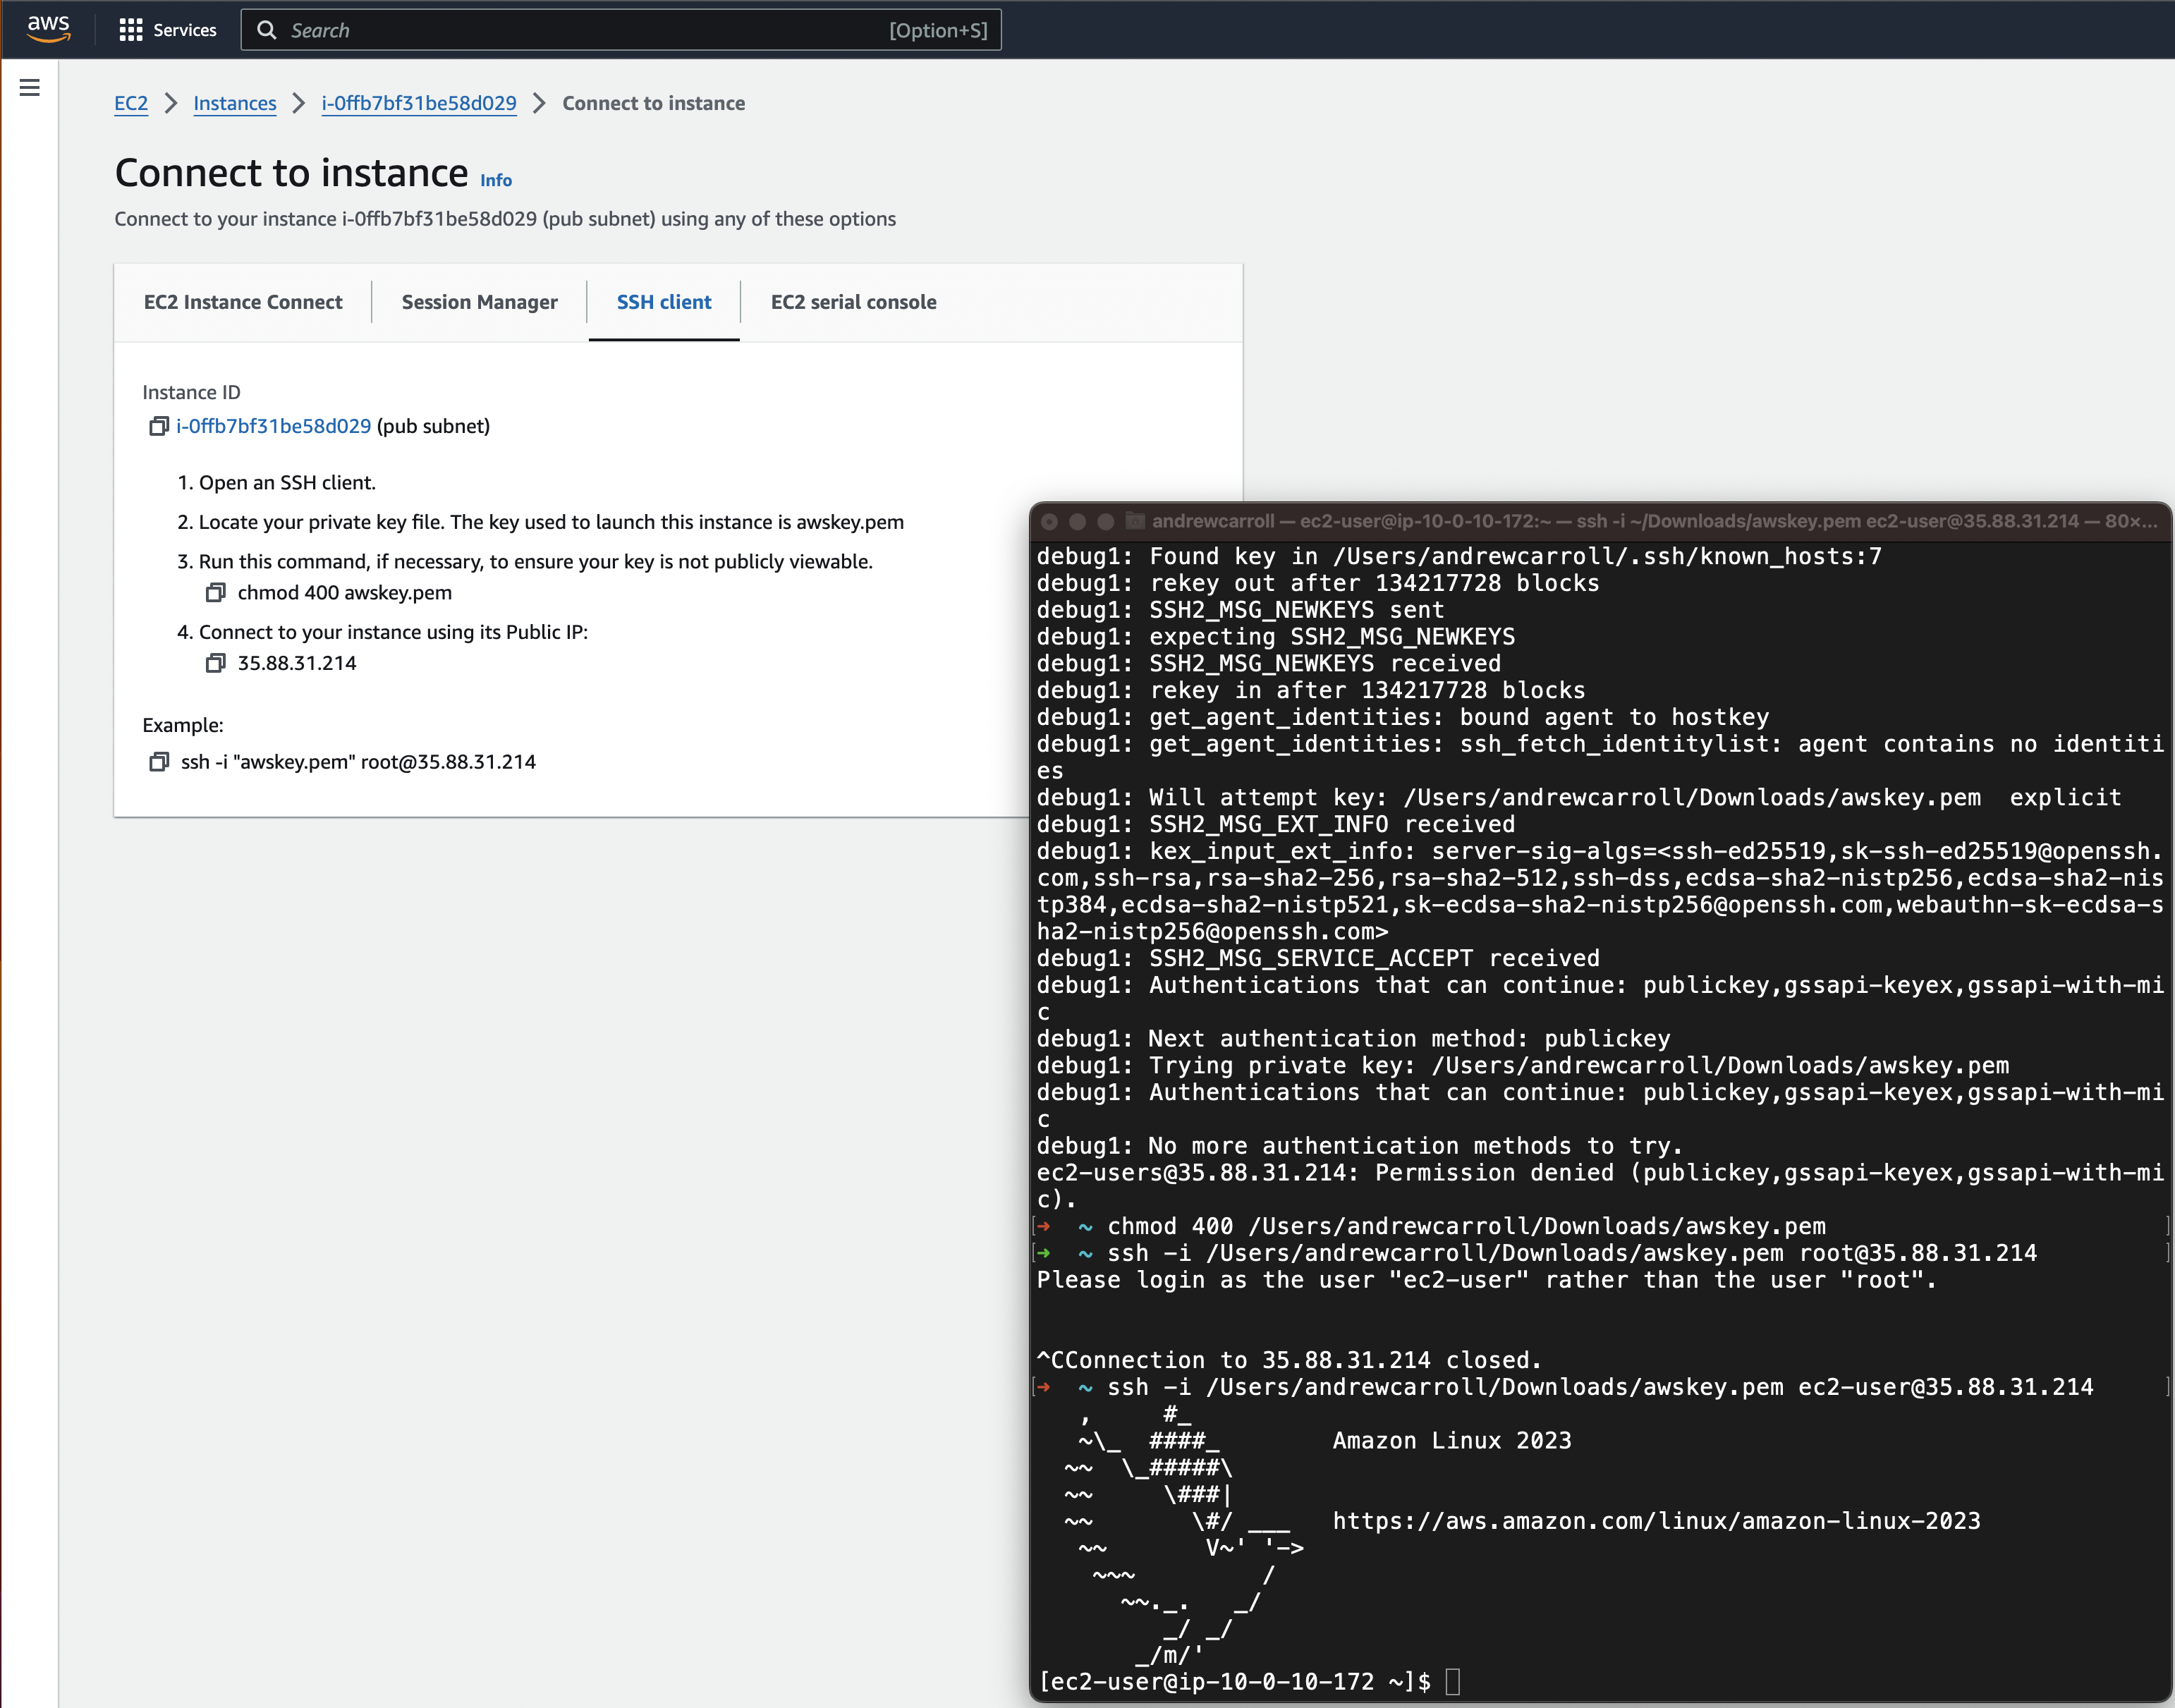 aws Services Search [Option+S]
EC2 > Instances > i-0ffb7bf31be58d029 > Connect to instance
Connect to instance Info
Connect to your instance i-0ffb7bf31be58d029 (pub subnet) using any of these options
EC2 Instance Connect Session Manager SSH client EC2 serial console
Instance ID
i-0ffb7bf31be58d029 (pub subnet)
1. Open an SSH client.
2. Locate your private key file. The key used to launch this instance is awskey.pem
3. Run this command, if necessary, to ensure your key is not publicly viewable.
chmod 400 awskey.pem
4. Connect to your instance using its Public IP:
35.88.31.214
Example:
ssh -i "awskey.pem" root@35.88.31.214
andrewcarroll — ec2-user@ip-10-0-10-172:~ — ssh -i ~/Downloads/awskey.pem ec2-user@35.88.31.214 — 80×...
debug1: Found key in /Users/andrewcarroll/.ssh/known_hosts:7
debug1: rekey out after 134217728 blocks
debug1: SSH2_MSG_NEWKEYS sent
debug1: expecting SSH2_MSG_NEWKEYS
debug1: SSH2_MSG_NEWKEYS received
debug1: rekey in after 134217728 blocks
debug1: get_agent_identities: bound agent to hostkey
debug1: get_agent_identities: ssh_fetch_identitylist: agent contains no identiti
es
debug1: Will attempt key: /Users/andrewcarroll/Downloads/awskey.pem  explicit
debug1: SSH2_MSG_EXT_INFO received
debug1: kex_input_ext_info: server-sig-algs=<ssh-ed25519,sk-ssh-ed25519@openssh.
com,ssh-rsa,rsa-sha2-256,rsa-sha2-512,ssh-dss,ecdsa-sha2-nistp256,ecdsa-sha2-nis
tp384,ecdsa-sha2-nistp521,sk-ecdsa-sha2-nistp256@openssh.com,webauthn-sk-ecdsa-s
ha2-nistp256@openssh.com>
debug1: SSH2_MSG_SERVICE_ACCEPT received
debug1: Authentications that can continue: publickey,gssapi-keyex,gssapi-with-mi
c
debug1: Next authentication method: publickey
debug1: Trying private key: /Users/andrewcarroll/Downloads/awskey.pem
debug1: Authentications that can continue: publickey,gssapi-keyex,gssapi-with-mi
c
debug1: No more authentication methods to try.
ec2-users@35.88.31.214: Permission denied (publickey,gssapi-keyex,gssapi-with-mi
c).
[➜  ~ chmod 400 /Users/andrewcarroll/Downloads/awskey.pem ]
[➜  ~ ssh -i /Users/andrewcarroll/Downloads/awskey.pem root@35.88.31.214 ]
Please login as the user "ec2-user" rather than the user "root".
^CConnection to 35.88.31.214 closed.
[➜  ~ ssh -i /Users/andrewcarroll/Downloads/awskey.pem ec2-user@35.88.31.214 ]
   ,     #_
   ~\_  ####_        Amazon Linux 2023
  ~~  \_#####\
  ~~     \###|
  ~~       \#/ ___   https://aws.amazon.com/linux/amazon-linux-2023
   ~~       V~' '->
    ~~~         /
      ~~._.   _/
         _/ _/
       _/m/'
[ec2-user@ip-10-0-10-172 ~]$